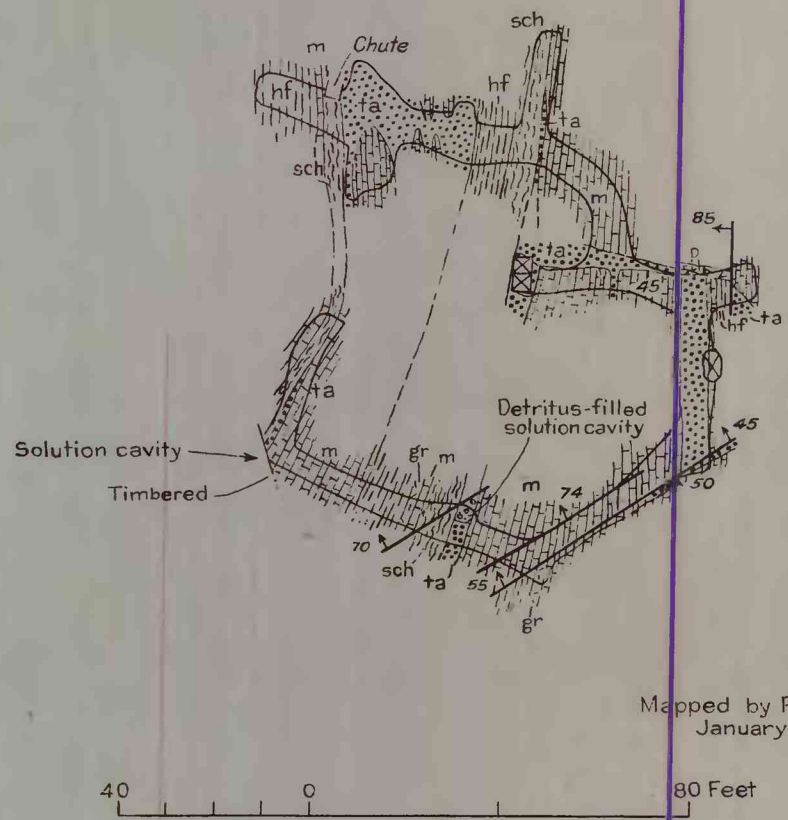 sch
m
Chute
hf
hf
ta
ta
sch
m
85
ta
45
hf
ta
ta
Detritus-filled
solution cavity
45
Solution cavity
m
gr
m
m
74
50
Timbered
70
sch
ta
55
gr
Mapped by
January
40
0
80 Feet